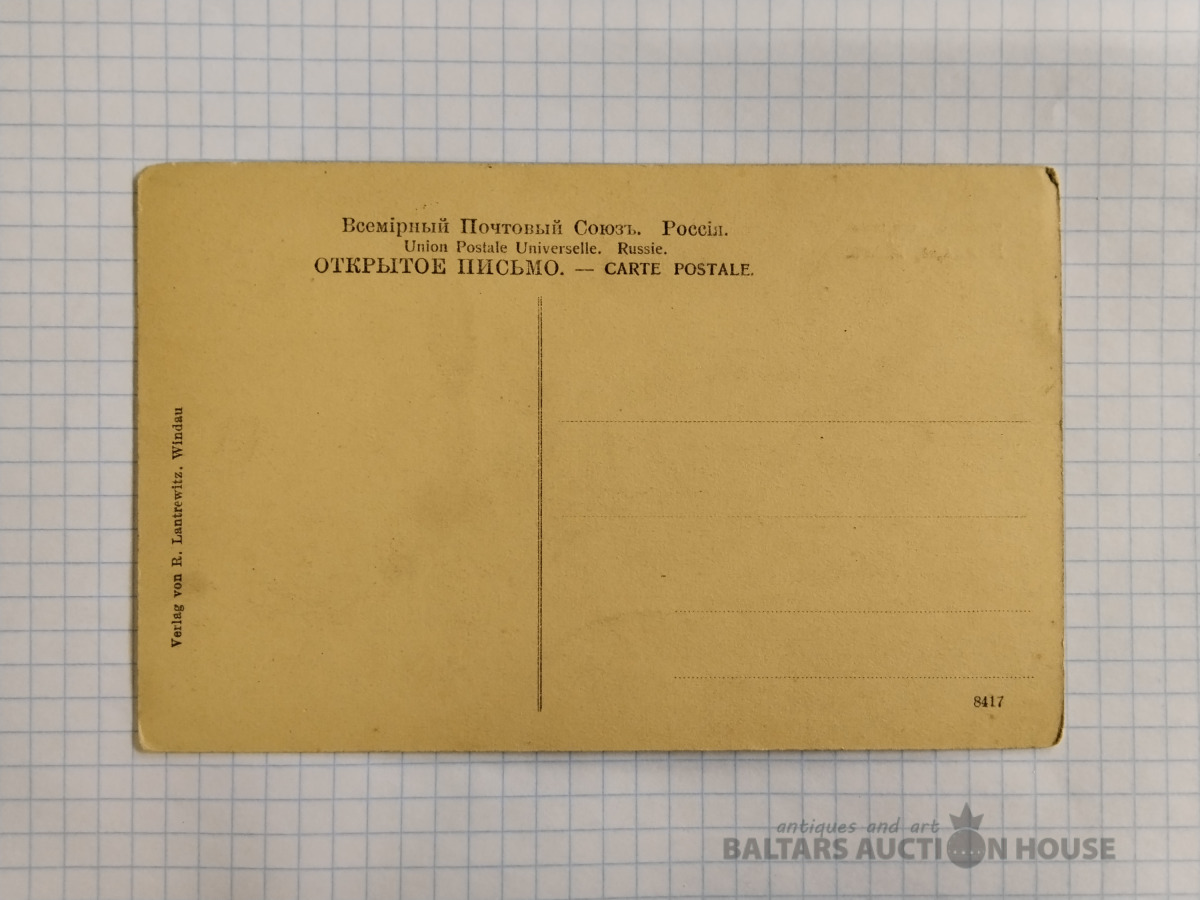 Всемірный Почтовый Союзъ. Россія.
Union Postale Universelle. Russie.
ОТКРЫТОЕ ПИСЬМО. — CARTE POSTALE.
Verlag von R. Lantrewitz, Windau
8417
antiques and art
BALTARS AUCTION HOUSE